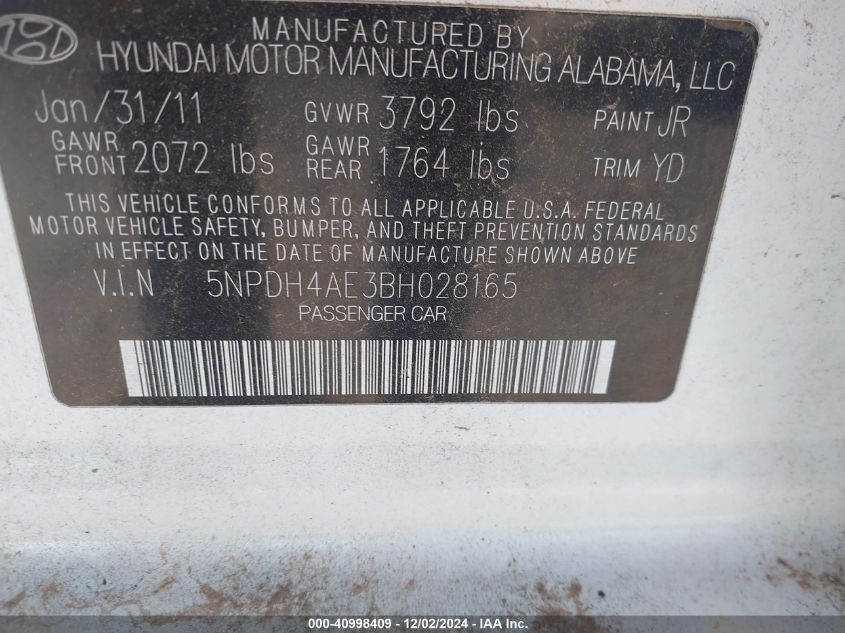 MANUFACTURED BY
HYUNDAI MOTOR MANUFACTURING ALABAMA, LLC
Jan/31/11 GVWR 3792 lbs PAINT JR
GAWR FRONT 2072 lbs GAWR REAR 1764 lbs TRIM YD
THIS VEHICLE CONFORMS TO ALL APPLICABLE U.S.A. FEDERAL
MOTOR VEHICLE SAFETY, BUMPER, AND THEFT PREVENTION STANDARDS
IN EFFECT ON THE DATE OF MANUFACTURE SHOWN ABOVE
V.I.N 5NPDH4AE3BH028165
PASSENGER CAR
000-40998409 - 12/02/2024 - IAA Inc.